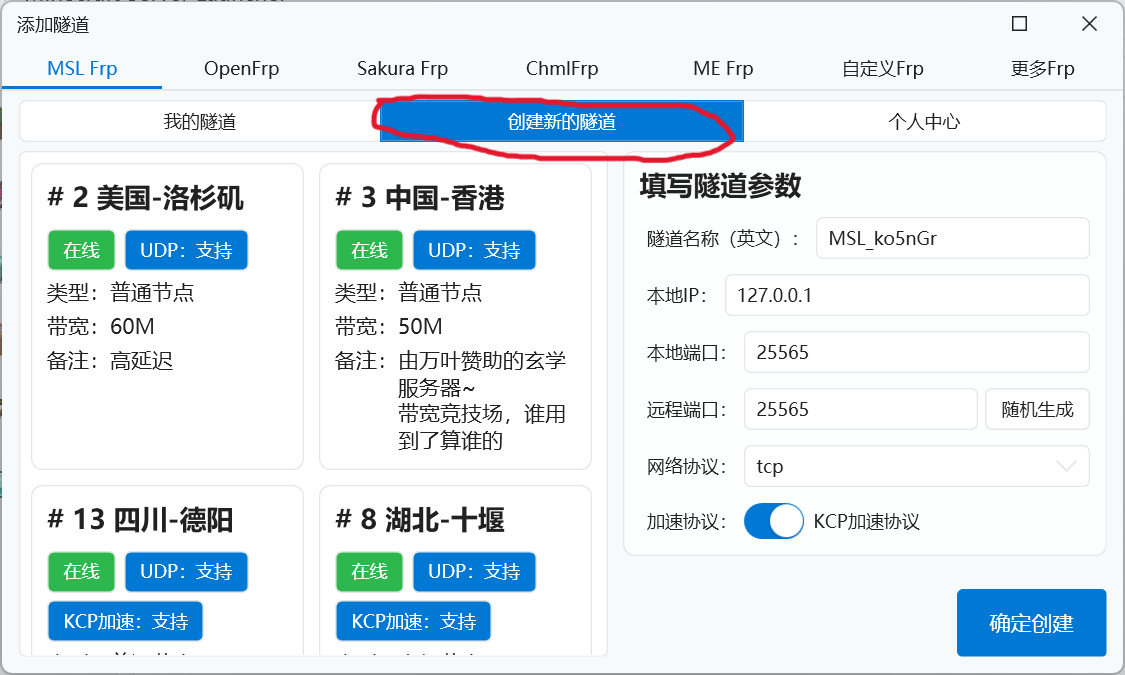 添加隧道
MSL Frp
OpenFrp
Sakura Frp
ChmlFrp
ME Frp
自定义Frp
更多Frp
我的隧道
创建新的隧道
个人中心
# 2 美国-洛杉矶
在线
UDP：支持
类型：普通节点
带宽：60M
备注：高延迟
# 3 中国-香港
在线
UDP：支持
类型：普通节点
带宽：50M
备注：由万叶赞助的玄学
服务器~
带宽竞技场，谁用
到了算谁的
# 13 四川-德阳
在线
UDP：支持
KCP加速：支持
# 8 湖北-十堰
在线
UDP：支持
KCP加速：支持
填写隧道参数
隧道名称（英文）：
MSL_ko5nGr
本地IP：
127.0.0.1
本地端口：
25565
远程端口：
25565
随机生成
网络协议：
tcp
加速协议：
KCP加速协议
确定创建